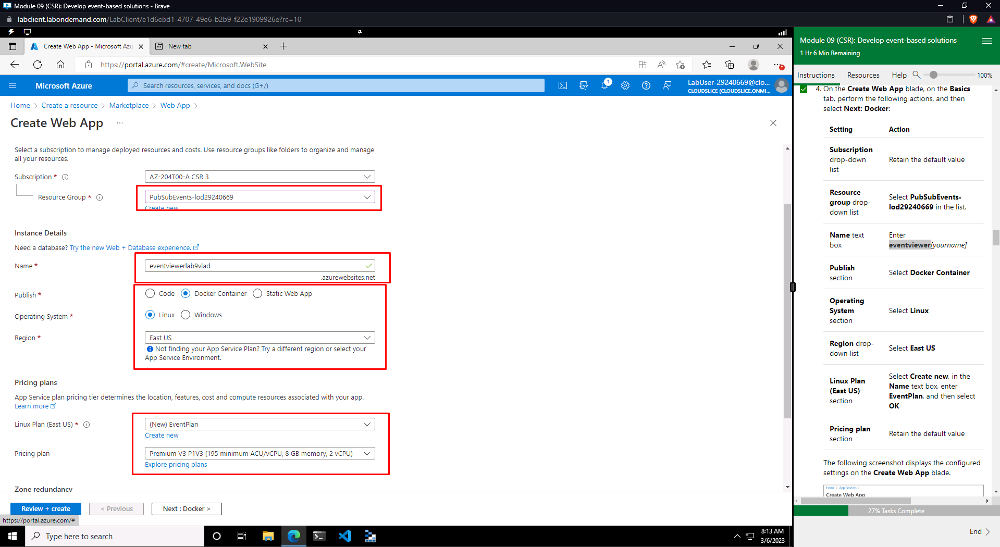 Module 09 (CSR): Develop event-based solutions - Brave
labclient.labondemand.com/LabClient/e1d6ebd1-4707-49e6-b2b9-f22e1909926e?rc=10
Create Web App - Microsoft Azu
New tab
https://portal.azure.com/#create/Microsoft.WebSite
Microsoft Azure
Search resources, services, and docs (G+/)
1
LabUser-29240669@clo...
CLOUDSLICE (CLOUDSLICE.ONMI...
Home > Create a resource > Marketplace > Web App >
Create Web App ...
Select a subscription to manage deployed resources and costs. Use resource groups like folders to organize and manage
all your resources.
Subscription *
AZ-204T00-A CSR 3
Resource Group *
PubSubEvents-lod29240669
Create new
Instance Details
Need a database? Try the new Web + Database experience.
Name *
eventviewerlab9vlad
.azurewebsites.net
Publish *
Code
Docker Container
Static Web App
Operating System *
Linux
Windows
Region *
East US
Not finding your App Service Plan? Try a different region or select your
App Service Environment.
Pricing plans
App Service plan pricing tier determines the location, features, cost and compute resources associated with your app.
Learn more
Linux Plan (East US) *
(New) EventPlan
Create new
Pricing plan
Premium V3 P1V3 (195 minimum ACU/vCPU, 8 GB memory, 2 vCPU)
Explore pricing plans
Zone redundancy
Review + create
< Previous
Next : Docker >
https://portal.azure.com/#
Type here to search
8:13 AM
3/6/2023
Module 09 (CSR): Develop event-based solutions
1 Hr 6 Min Remaining
Instructions
Resources
Help
100%
4. On the Create Web App blade, on the Basics
tab, perform the following actions, and then
select Next: Docker:
Setting
Action
Subscription
drop-down
list
Retain the default value
Resource
group drop-
down list
Select PubSubEvents-
lod29240669 in the list.
Name text
box
Enter
eventviewer[yourname]
Publish
section
Select Docker Container
Operating
System
section
Select Linux
Region drop-
down list
Select East US
Linux Plan
(East US)
section
Select Create new, in the
Name text box, enter
EventPlan, and then select
OK
Pricing plan
section
Retain the default value
The following screenshot displays the configured
settings on the Create Web App blade.
Home > App Services >
Create Web App ...
27% Tasks Complete
End >